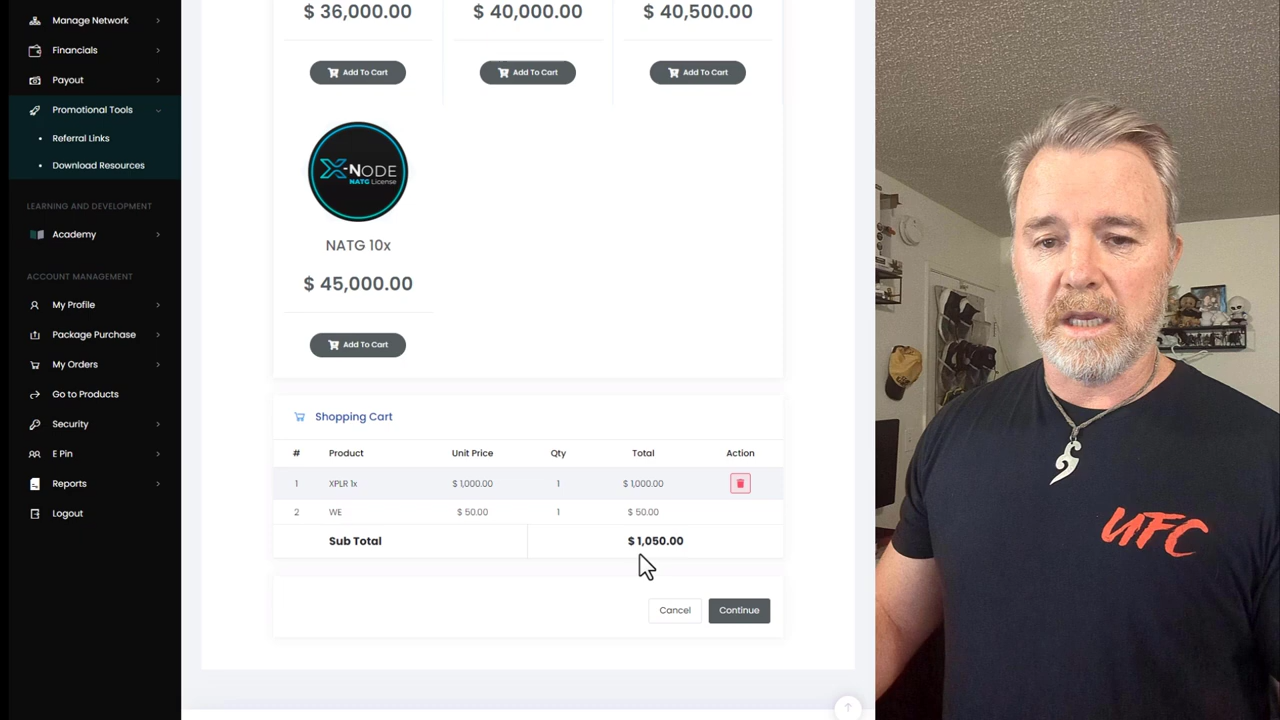 Manage Network
Financials
Payout
Promotional Tools
Referral Links
Download Resources
LEARNING AND DEVELOPMENT
Academy
ACCOUNT MANAGEMENT
My Profile
Package Purchase
My Orders
Go to Products
Security
E Pin
Reports
Logout
$ 36,000.00 $ 40,000.00 $ 40,500.00
Add To Cart Add To Cart Add To Cart
X-NODE
NATG License
NATG 10x
$ 45,000.00
Add To Cart
Shopping Cart
# Product Unit Price Qty Total Action
1 XPLR 1x $ 1,000.00 1 $ 1,000.00
2 WE $ 50.00 1 $ 50.00
Sub Total $ 1,050.00
Cancel Continue
UFC